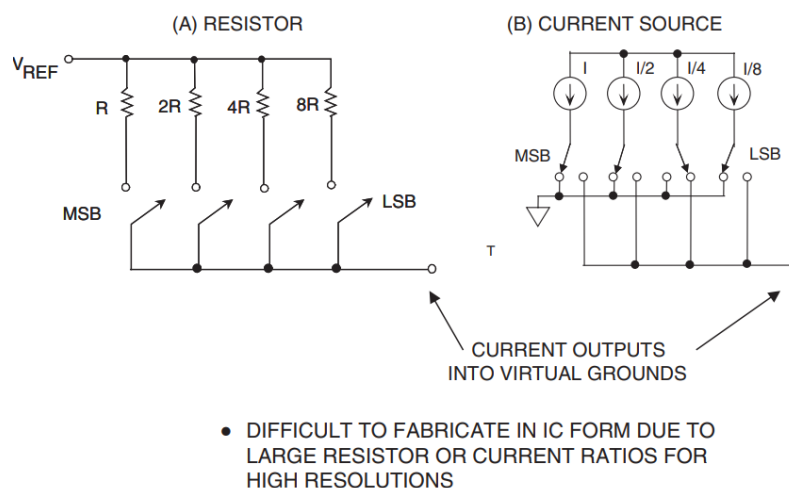 (A) RESISTOR
VREF
R
2R
4R
8R
MSB
LSB
(B) CURRENT SOURCE
I
I/2
I/4
I/8
MSB
LSB
T
CURRENT OUTPUTS
INTO VIRTUAL GROUNDS
● DIFFICULT TO FABRICATE IN IC FORM DUE TO
LARGE RESISTOR OR CURRENT RATIOS FOR
HIGH RESOLUTIONS